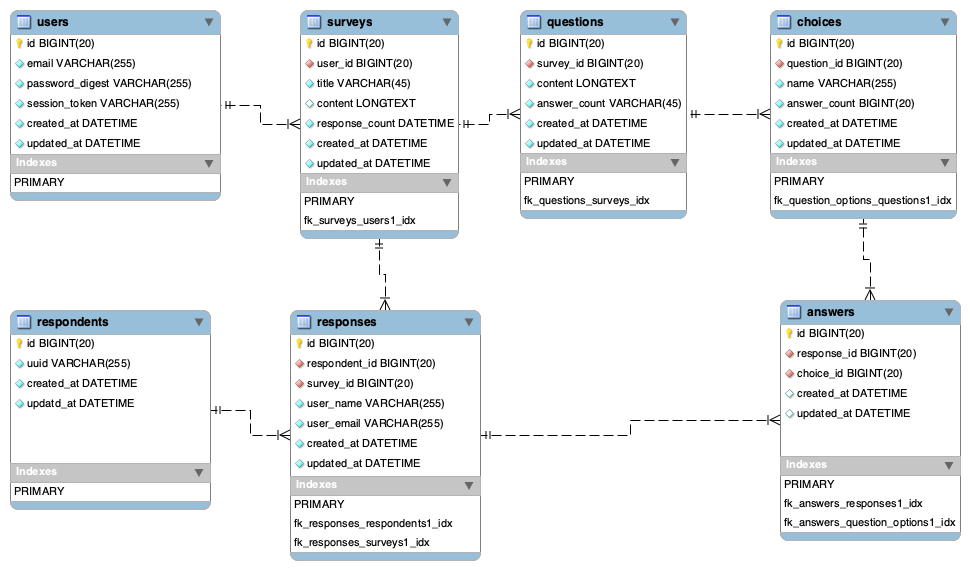 users
id BIGINT(20)
email VARCHAR(255)
password_digest VARCHAR(255)
session_token VARCHAR(255)
created_at DATETIME
updated_at DATETIME
Indexes
PRIMARY
surveys
id BIGINT(20)
user_id BIGINT(20)
title VARCHAR(45)
content LONGTEXT
response_count DATETIME
created_at DATETIME
updated_at DATETIME
Indexes
PRIMARY
fk_surveys_users1_idx
questions
id BIGINT(20)
survey_id BIGINT(20)
content LONGTEXT
answer_count VARCHAR(45)
created_at DATETIME
updated_at DATETIME
Indexes
PRIMARY
fk_questions_surveys_idx
choices
id BIGINT(20)
question_id BIGINT(20)
name VARCHAR(255)
answer_count BIGINT(20)
created_at DATETIME
updated_at DATETIME
Indexes
PRIMARY
fk_question_options_questions1_idx
respondents
id BIGINT(20)
uuid VARCHAR(255)
created_at DATETIME
updatd_at DATETIME
Indexes
PRIMARY
responses
id BIGINT(20)
respondent_id BIGINT(20)
survey_id BIGINT(20)
user_name VARCHAR(255)
user_email VARCHAR(255)
created_at DATETIME
updated_at DATETIME
Indexes
PRIMARY
fk_responses_respondents1_idx
fk_responses_surveys1_idx
answers
id BIGINT(20)
response_id BIGINT(20)
choice_id BIGINT(20)
created_at DATETIME
updated_at DATETIME
Indexes
PRIMARY
fk_answers_responses1_idx
fk_answers_question_options1_idx